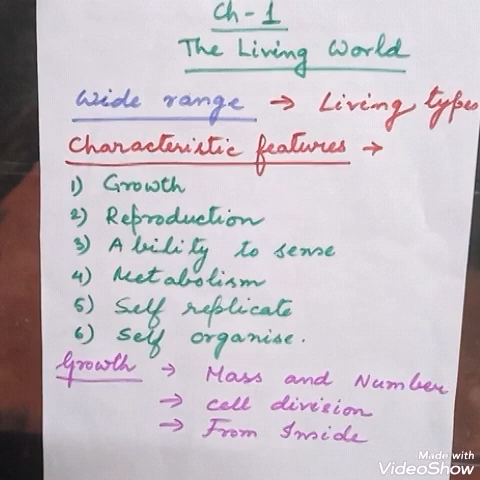 Ch-1
The Living World
Wide range → Living types
Characteristic features →
1) Growth
2) Reproduction
3) Ability to sense
4) Metabolism
5) Self replicate
6) Self organise.
Growth → Mass and Number
→ cell division
→ From Inside
Made with
VideoShow